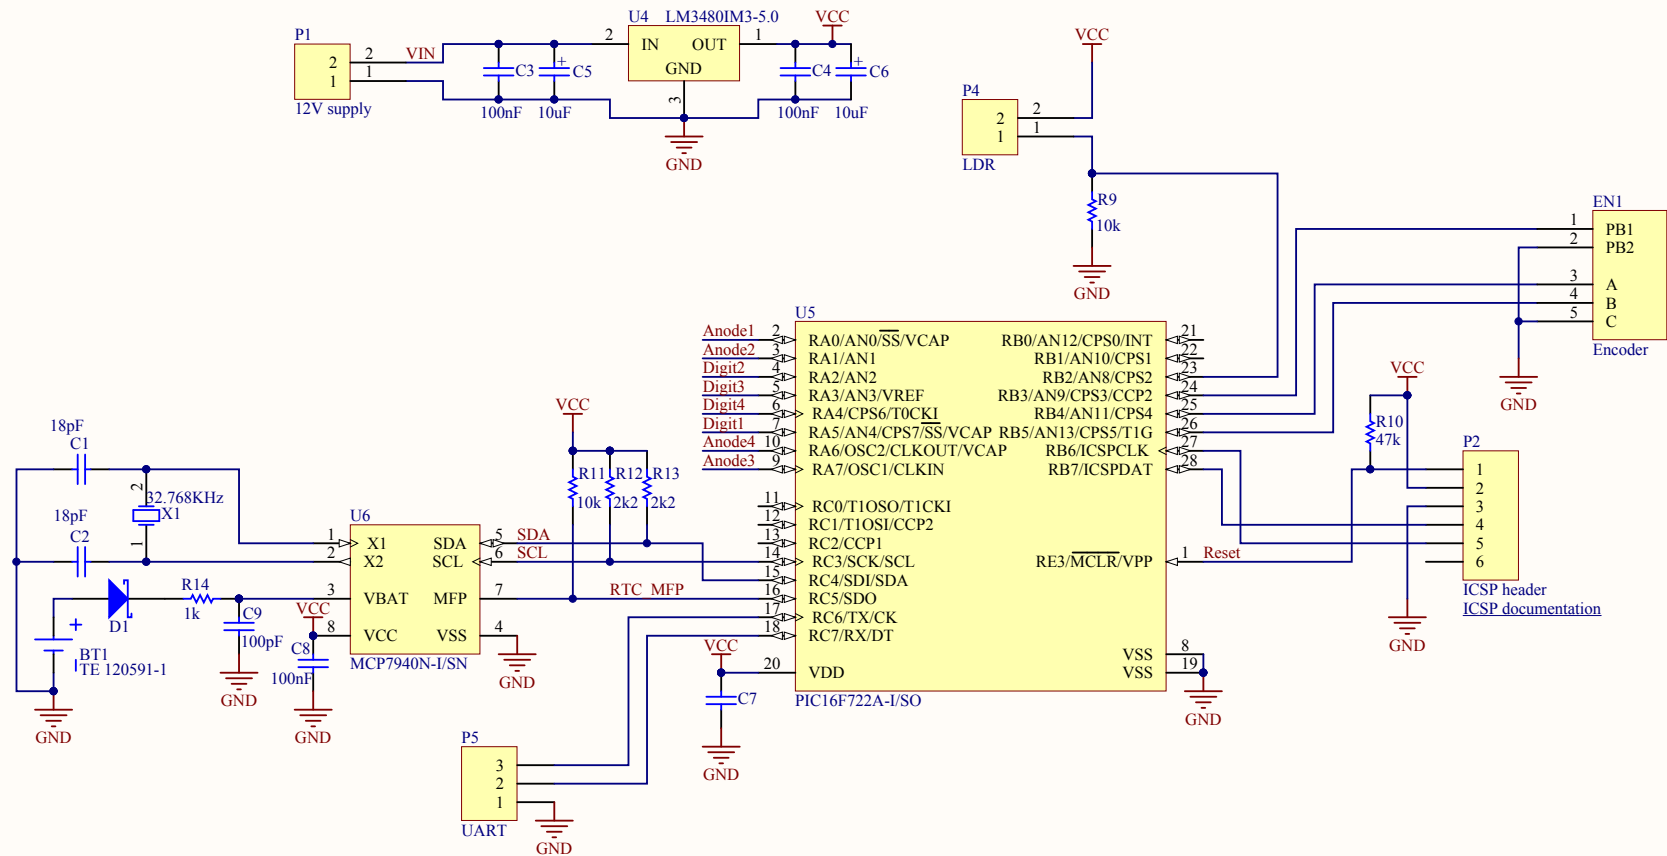 P1
2
1
2
1
VIN
12V supply
C3
100nF
C5
+
10uF
U4 LM3480IM3-5.0
2
IN OUT
GND
1
3
GND
VCC
C4
100nF
C6
+
10uF
P4
2
1
2
1
LDR
VCC
R9
10k
GND
EN1
1 PB1
2 PB2
3 A
4 B
5 C
Encoder
GND
U5
Anode1 2 RA0/AN0/SS/VCAP
Anode2 3 RA1/AN1
Digit2 4 RA2/AN2
Digit3 5 RA3/AN3/VREF
Digit4 6 RA4/CPS6/T0CKI
Digit1 7 RA5/AN4/CPS7/SS/VCAP
Anode4 10 RA6/OSC2/CLKOUT/VCAP
Anode3 9 RA7/OSC1/CLKIN
11 RC0/T1OSO/T1CKI
12 RC1/T1OSI/CCP2
13 RC2/CCP1
14 RC3/SCK/SCL
15 RC4/SDI/SDA
16 RC5/SDO
17 RC6/TX/CK
18 RC7/RX/DT
20 VDD
RB0/AN12/CPS0/INT 21
RB1/AN10/CPS1 22
RB2/AN8/CPS2 23
RB3/AN9/CPS3/CCP2 24
RB4/AN11/CPS4 25
RB5/AN13/CPS5/T1G 26
RB6/ICSPCLK 27
RB7/ICSPDAT 28
RE3/MCLR/VPP 1 Reset
VSS 8
VSS 19
PIC16F722A-I/SO
GND
VCC
C7
GND
VCC
R10
47k
P2
1
2
3
4
5
6
ICSP header
ICSP documentation
GND
VCC
R11
10k
R12
2k2
R13
2k2
18pF
C1
2
32.768KHz
X1
1
18pF
C2
U6
1 X1
2 X2
3 VBAT
8 VCC
SDA 5 SDA
SCL 6 SCL
MFP 7 RTC_MFP
VSS 4
MCP7940N-I/SN
GND
D1
R14
1k
C9
100pF
GND
VCC
C8
100nF
GND
+
BT1
TE 120591-1
GND
P5
3
2
1
UART
GND